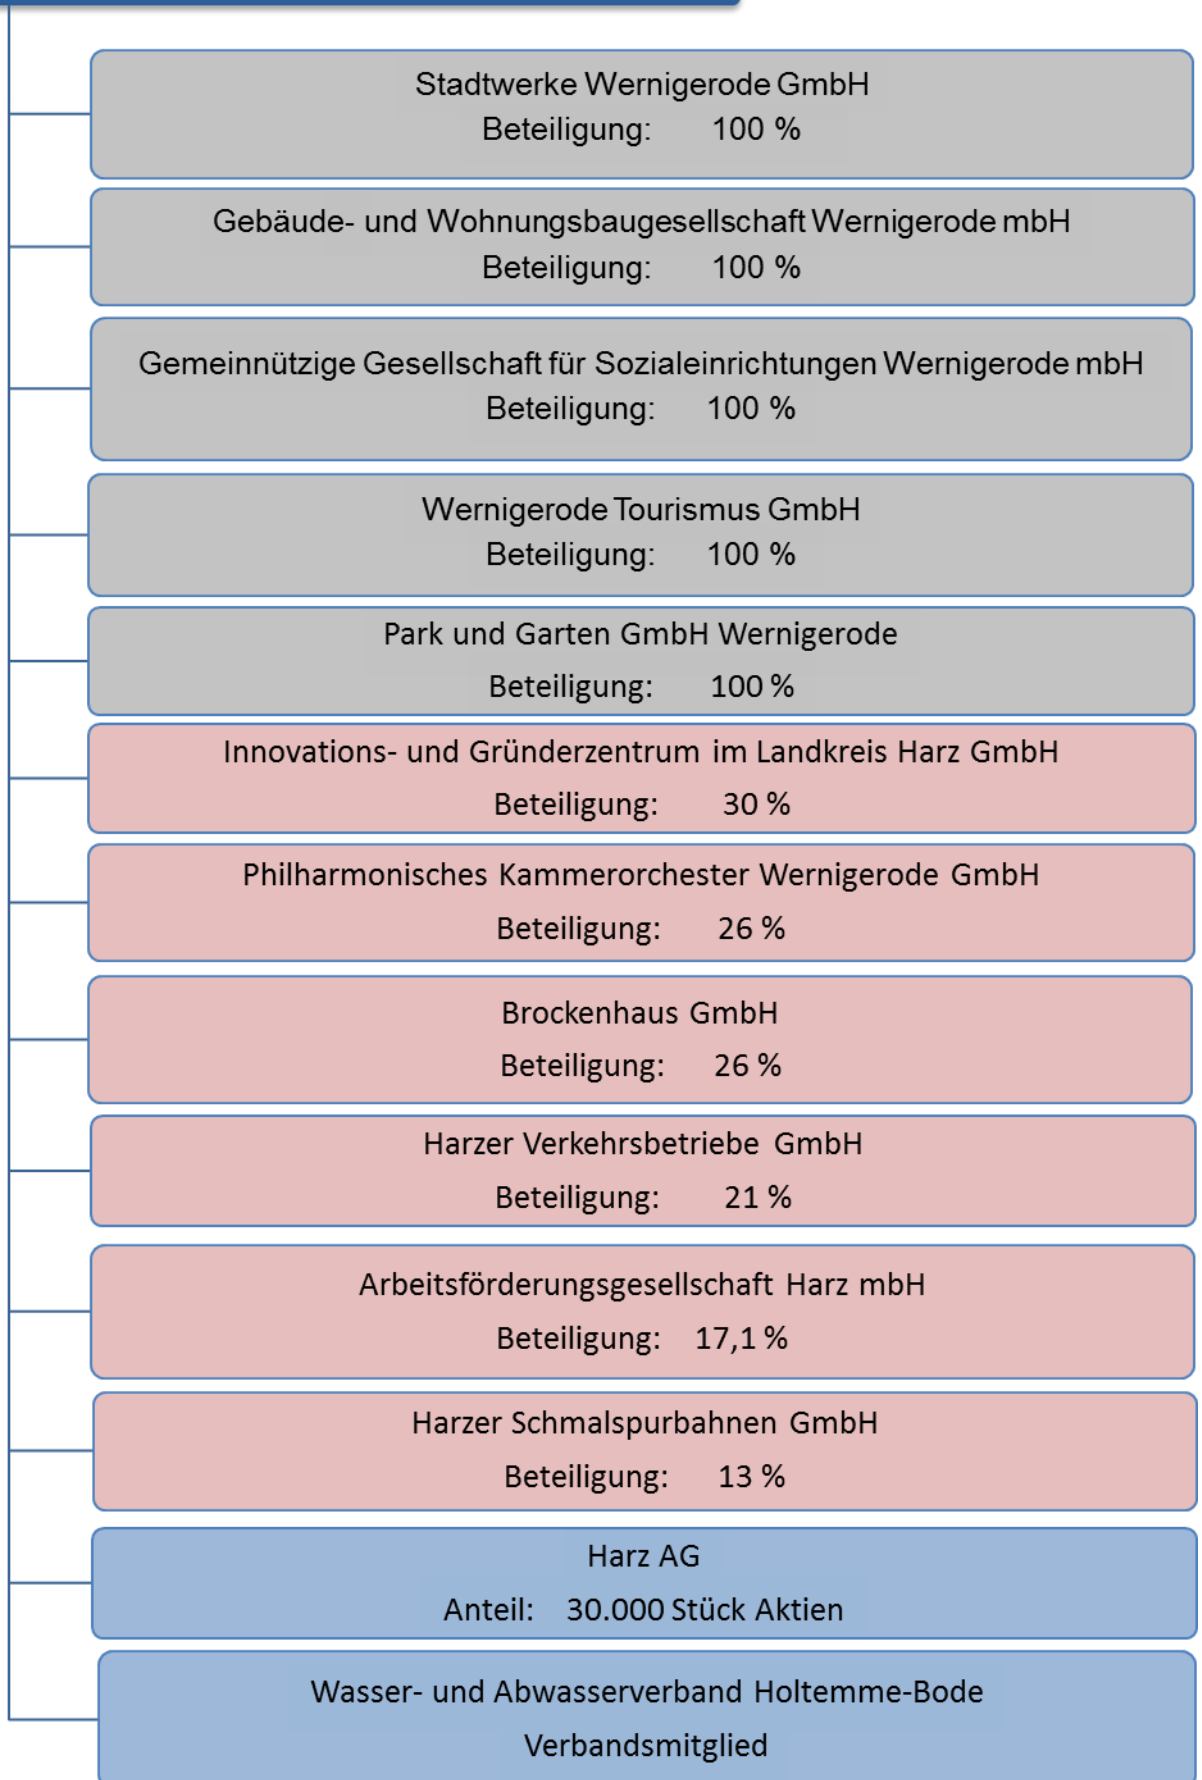 Stadtwerke Wernigerode GmbH
Beteiligung: 100 %
Gebäude- und Wohnungsbaugesellschaft Wernigerode mbH
Beteiligung: 100 %
Gemeinnützige Gesellschaft für Sozialeinrichtungen Wernigerode mbH
Beteiligung: 100 %
Wernigerode Tourismus GmbH
Beteiligung: 100 %
Park und Garten GmbH Wernigerode
Beteiligung: 100 %
Innovations- und Gründerzentrum im Landkreis Harz GmbH
Beteiligung: 30 %
Philharmonisches Kammerorchester Wernigerode GmbH
Beteiligung: 26 %
Brockenhaus GmbH
Beteiligung: 26 %
Harzer Verkehrsbetriebe GmbH
Beteiligung: 21 %
Arbeitsförderungsgesellschaft Harz mbH
Beteiligung: 17,1 %
Harzer Schmalspurbahnen GmbH
Beteiligung: 13 %
Harz AG
Anteil: 30.000 Stück Aktien
Wasser- und Abwasserverband Holtemme-Bode
Verbandsmitglied